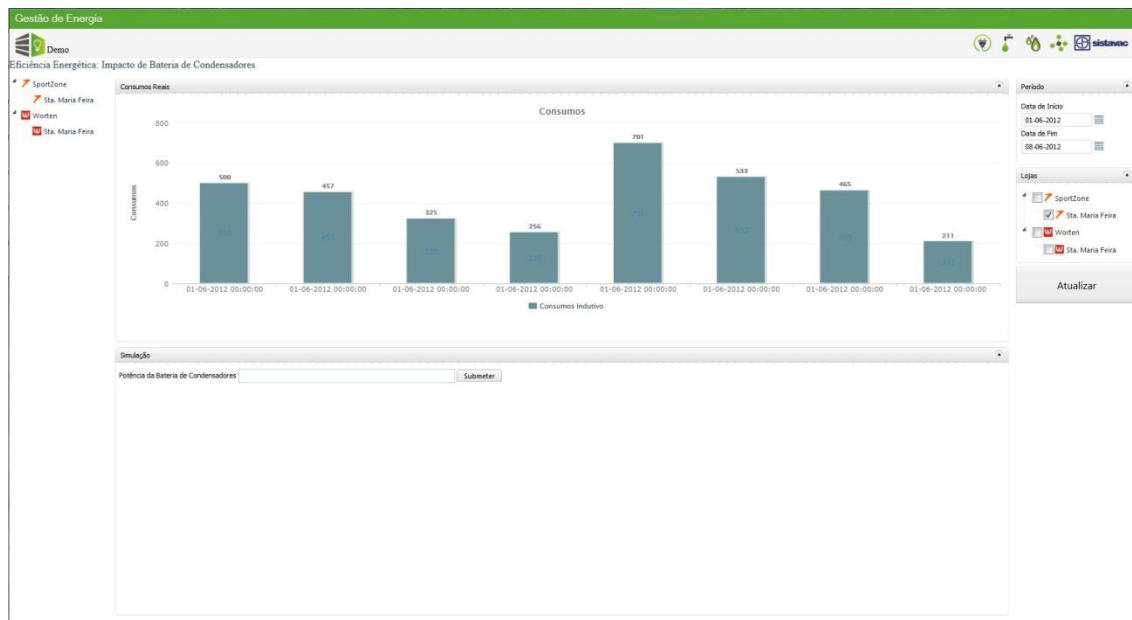 Gestão de Energia
Demo
sistavac
Eficiência Energética: Impacto de Bateria de Condensadores
SportZone
Sta. Maria Feira
Worten
Sta. Maria Feira
Consumos Reais
Consumos
Consumos
800
600
400
200
0
500
457
325
256
701
533
465
211
01-06-2012 00:00:00
01-06-2012 00:00:00
01-06-2012 00:00:00
01-06-2012 00:00:00
01-06-2012 00:00:00
01-06-2012 00:00:00
01-06-2012 00:00:00
01-06-2012 00:00:00
Consumos Indutivo
Simulação
Potência da Bateria de Condensadores
Submeter
Período
Data de Início
01-06-2012
Data de Fim
08-06-2012
Lojas
SportZone
Sta. Maria Feira
Worten
Sta. Maria Feira
Atualizar